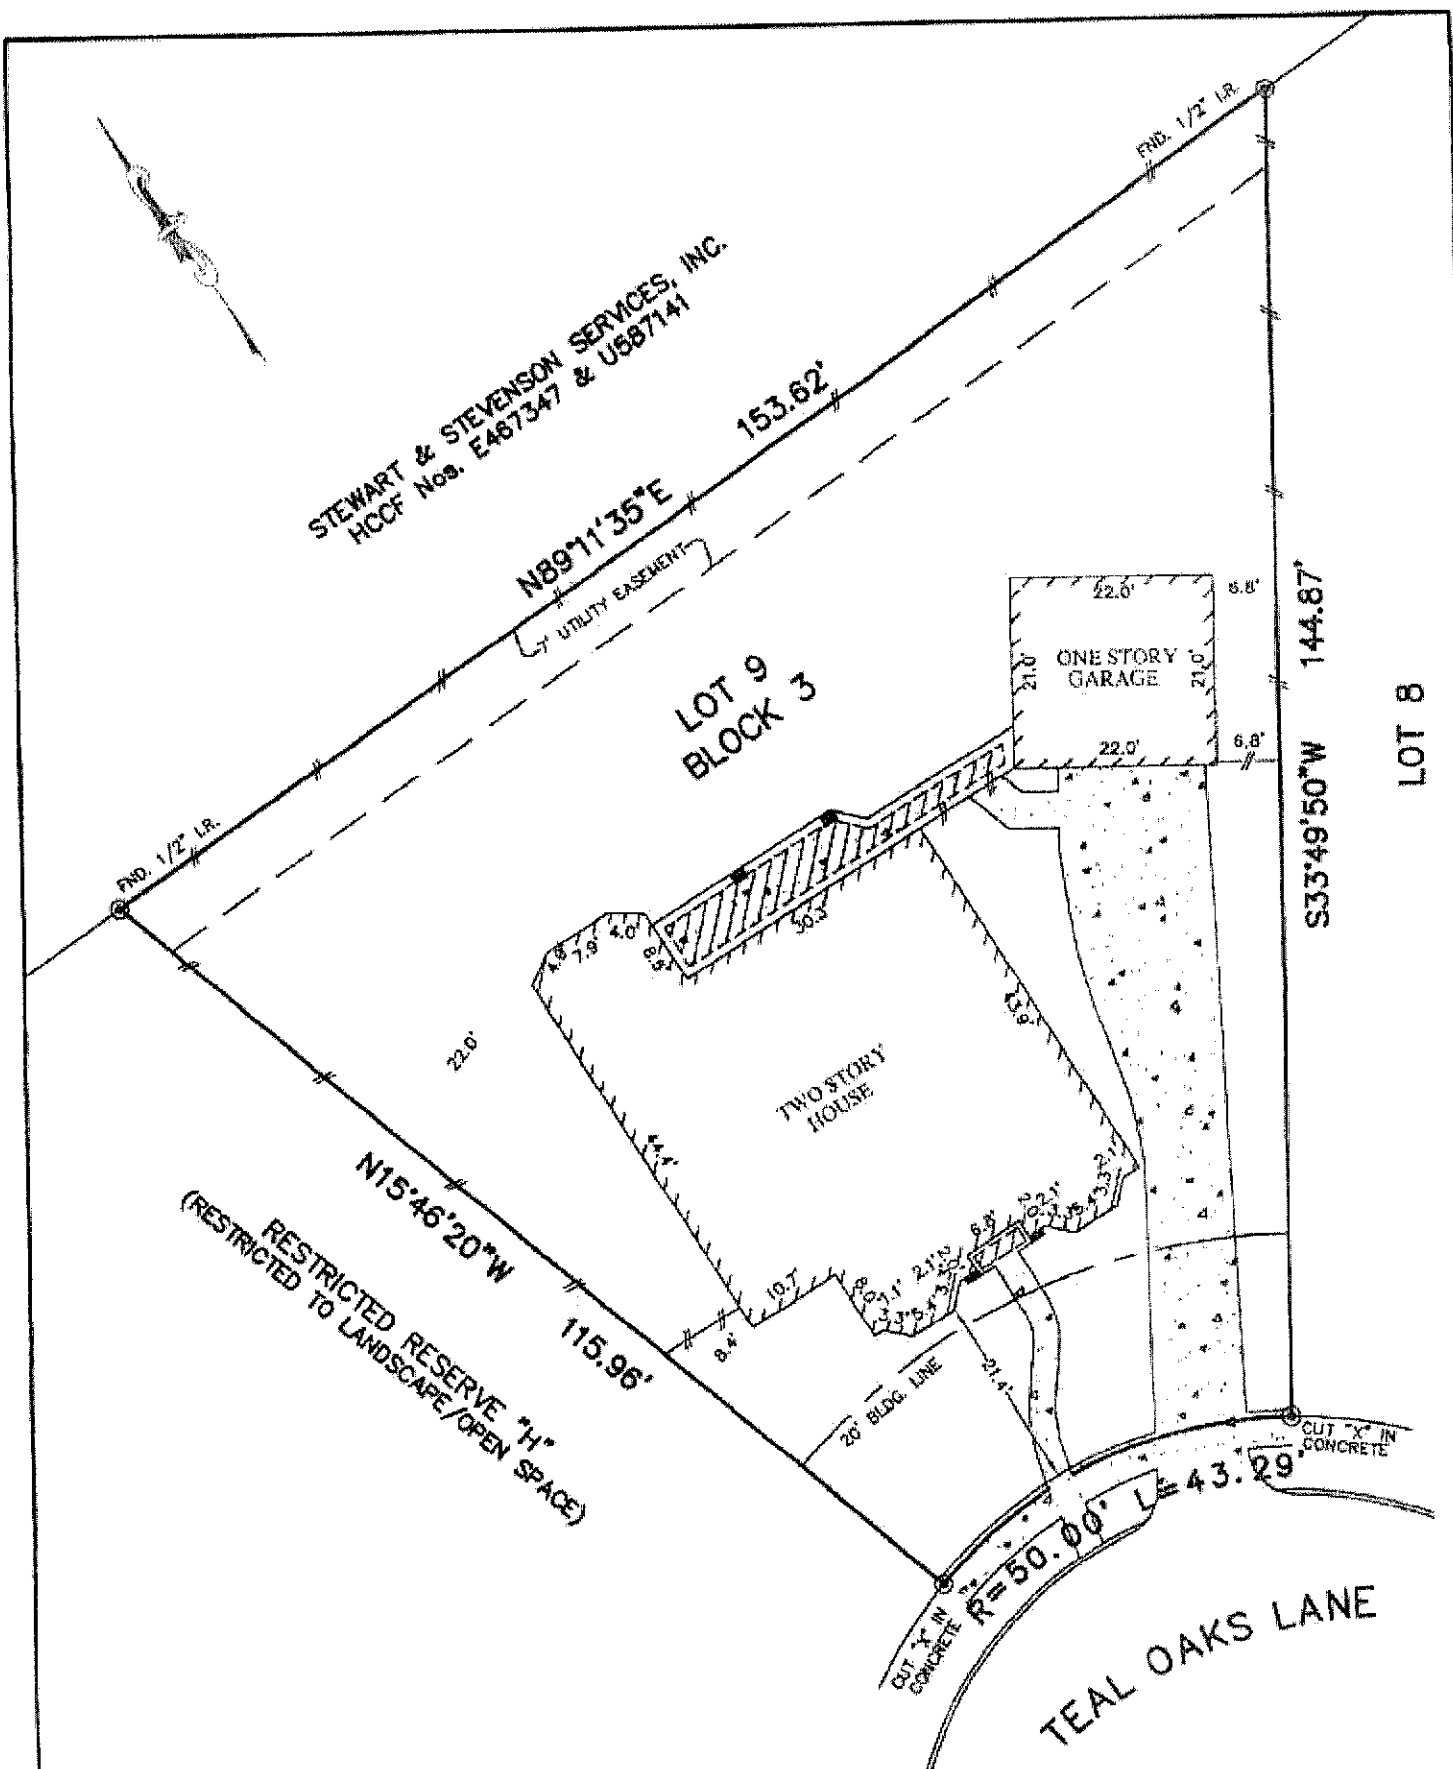 FND. 1/2" I.R.
STEWART & STEVENSON SERVICES, INC.
HCCF Nos. E467347 & U587141
153.62'
N89°11'35"E
7' UTILITY EASEMENT
LOT 9
BLOCK 3
22.0'
6.8'
21.0'
ONE STORY
GARAGE
21.0'
22.0'
6.8'
144.87'
S33°49'50"W
LOT 8
FND. 1/2" I.R.
4.0'
7.9'
30.3'
22.0'
43.9'
TWO STORY
HOUSE
44.4'
N15°46'20"W
115.96'
RESTRICTED RESERVE "H"
(RESTRICTED TO LANDSCAPE/OPEN SPACE)
10.7'
8.4'
6.8'
2.1'
20' BLDG. LINE
21.4'
CUT "X" IN
CONCRETE
R=50.00' L=43.29'
CUT "X" IN
CONCRETE
TEAL OAKS LANE